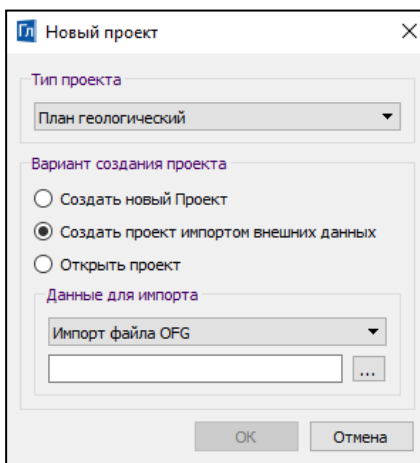 Гл Новый проект
Тип проекта
План геологический
Вариант создания проекта
Создать новый Проект
Создать проект импортом внешних данных
Открыть проект
Данные для импорта
Импорт файла OFG
...
ОК Отмена